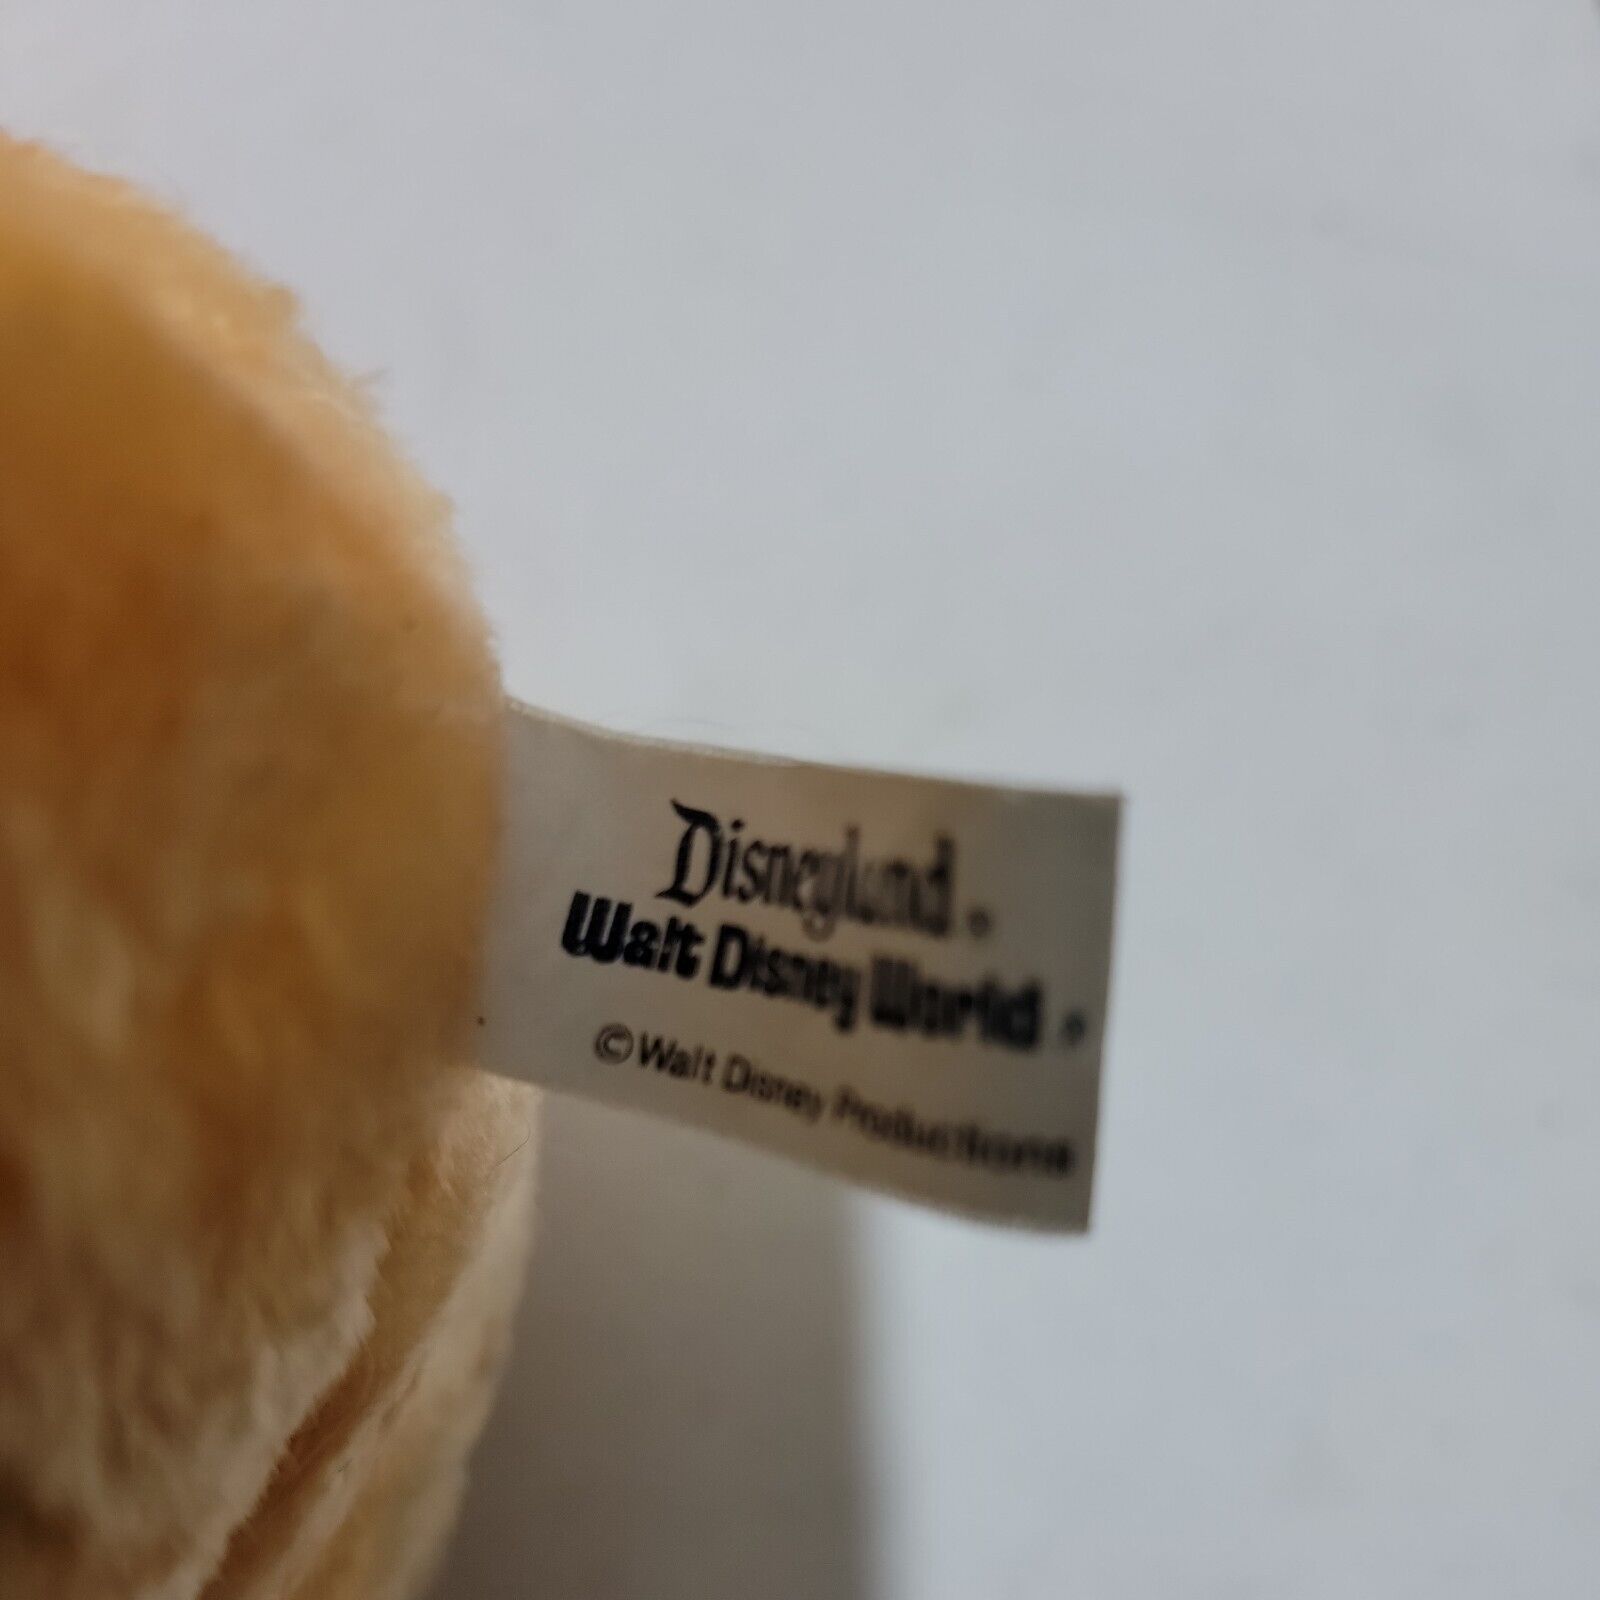 Disneyland ®
Walt Disney World ®
© Walt Disney Productions